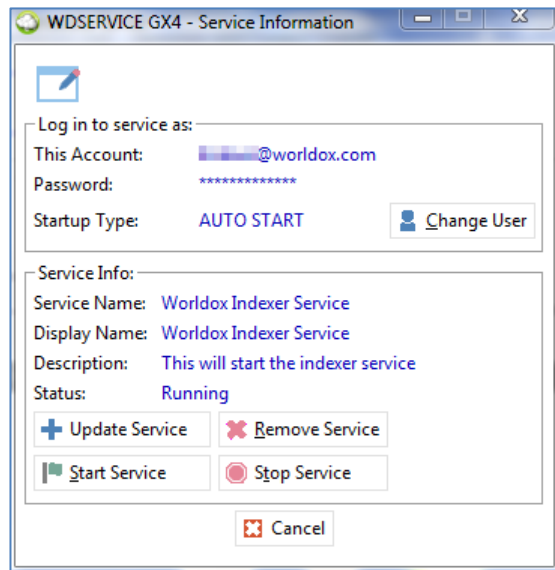 WDSERVICE GX4 - Service Information
Log in to service as:
This Account: @worldox.com
Password: *************
Startup Type: AUTO START Change User
Service Info:
Service Name: Worldox Indexer Service
Display Name: Worldox Indexer Service
Description: This will start the indexer service
Status: Running
Update Service Remove Service
Start Service Stop Service
Cancel